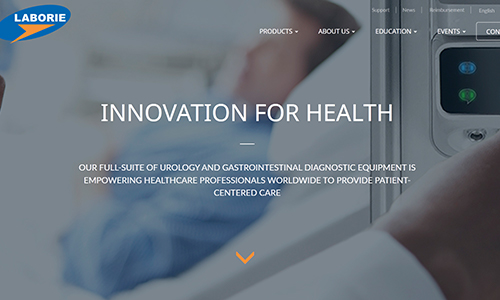 LABORIE
Support News Reimbursement English
PRODUCTS ABOUT US EDUCATION EVENTS CON
INNOVATION FOR HEALTH
OUR FULL-SUITE OF UROLOGY AND GASTROINTESTINAL DIAGNOSTIC EQUIPMENT IS
EMPOWERING HEALTHCARE PROFESSIONALS WORLDWIDE TO PROVIDE PATIENT-
CENTERED CARE